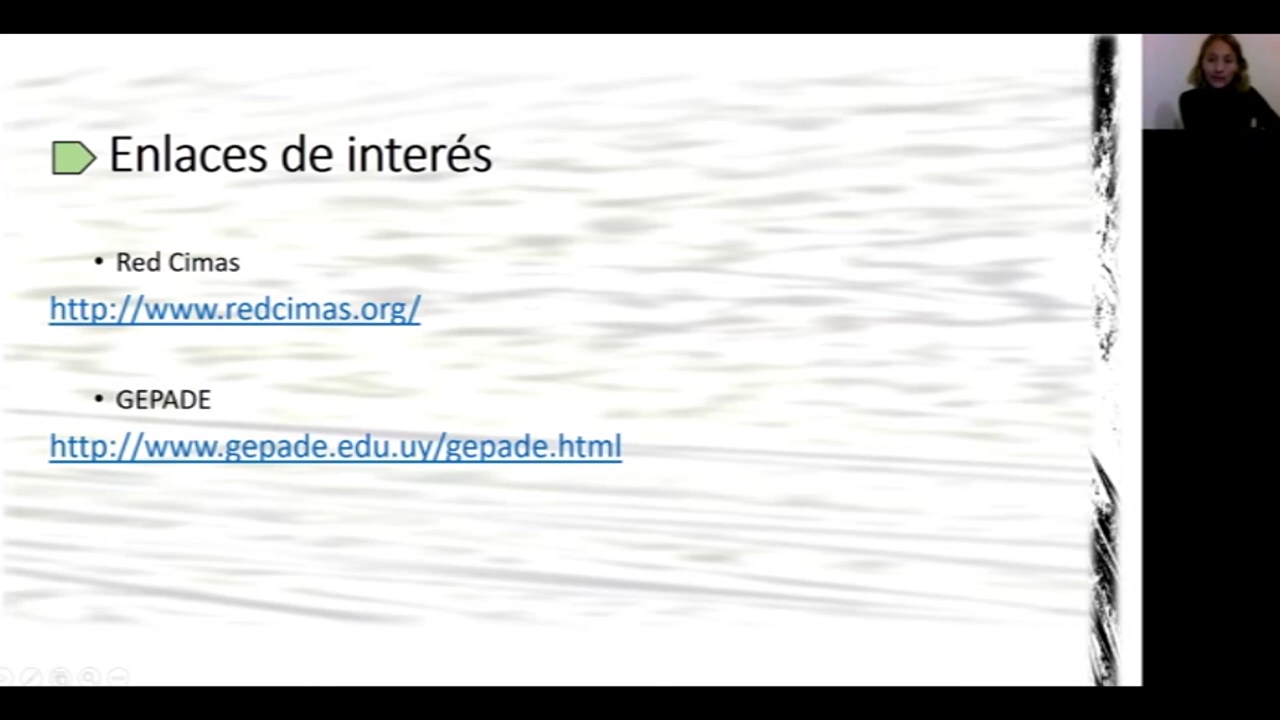 Enlaces de interés
• Red Cimas
http://www.redcimas.org/
• GEPADE
http://www.gepade.edu.uy/gepade.html